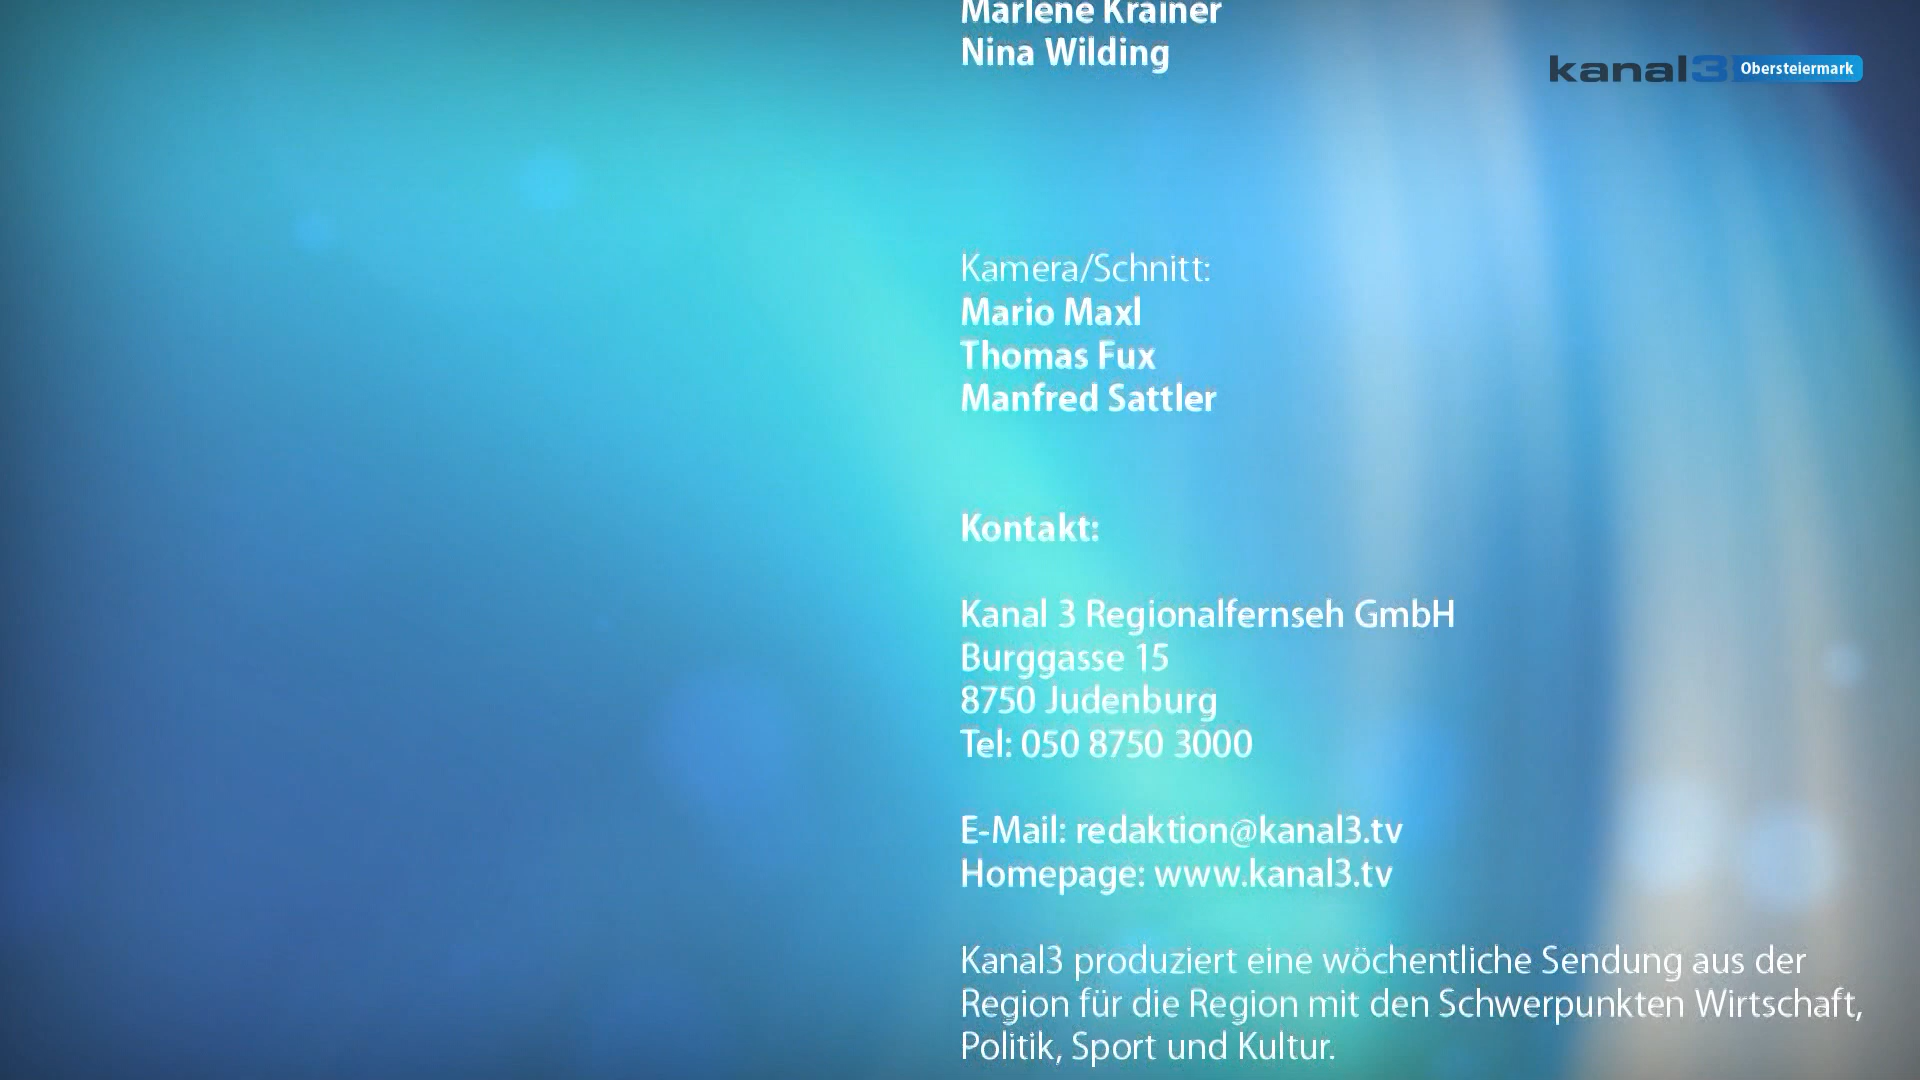 Marlene Krainer
Nina Wilding
kanal3 Obersteiermark
Kamera/Schnitt:
Mario Maxl
Thomas Fux
Manfred Sattler
Kontakt:
Kanal 3 Regionalfernseh GmbH
Burggasse 15
8750 Judenburg
Tel: 050 8750 3000
E-Mail: redaktion@kanal3.tv
Homepage: www.kanal3.tv
Kanal3 produziert eine wöchentliche Sendung aus der
Region für die Region mit den Schwerpunkten Wirtschaft,
Politik, Sport und Kultur.